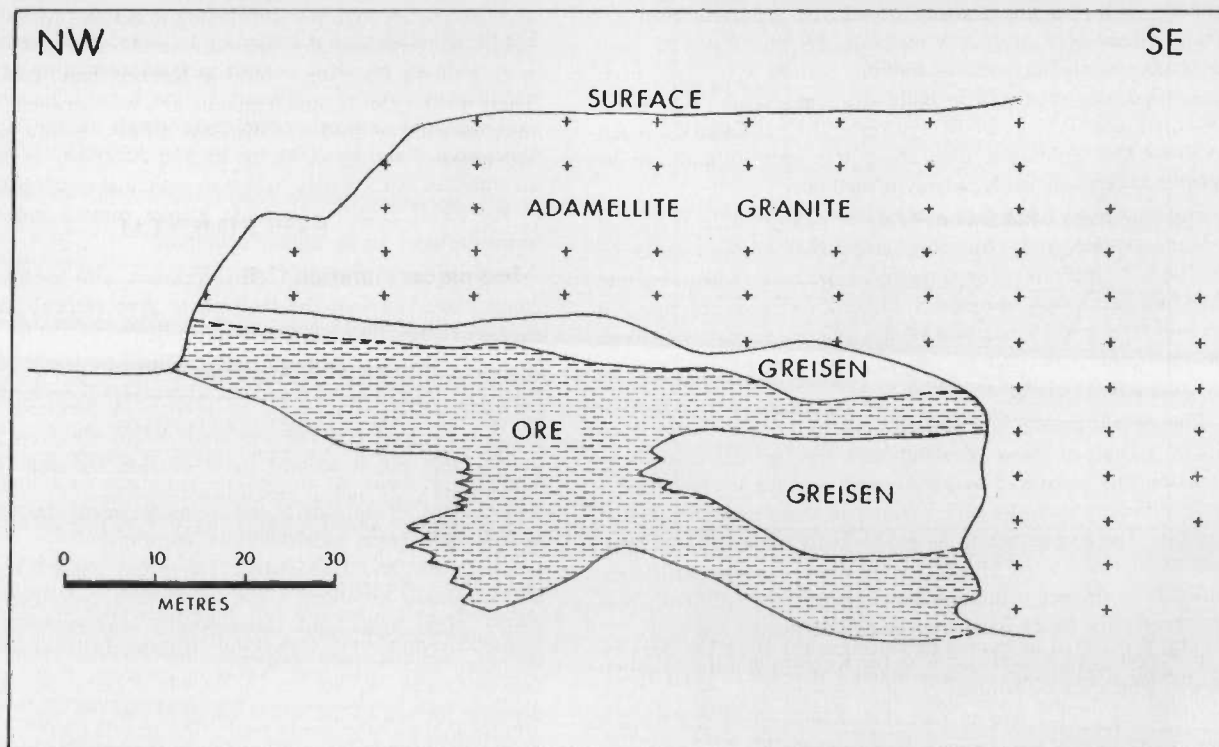 NW
SE
SURFACE
ADAMELLITE GRANITE
GREISEN
ORE
GREISEN
0 10 20 30
METRES